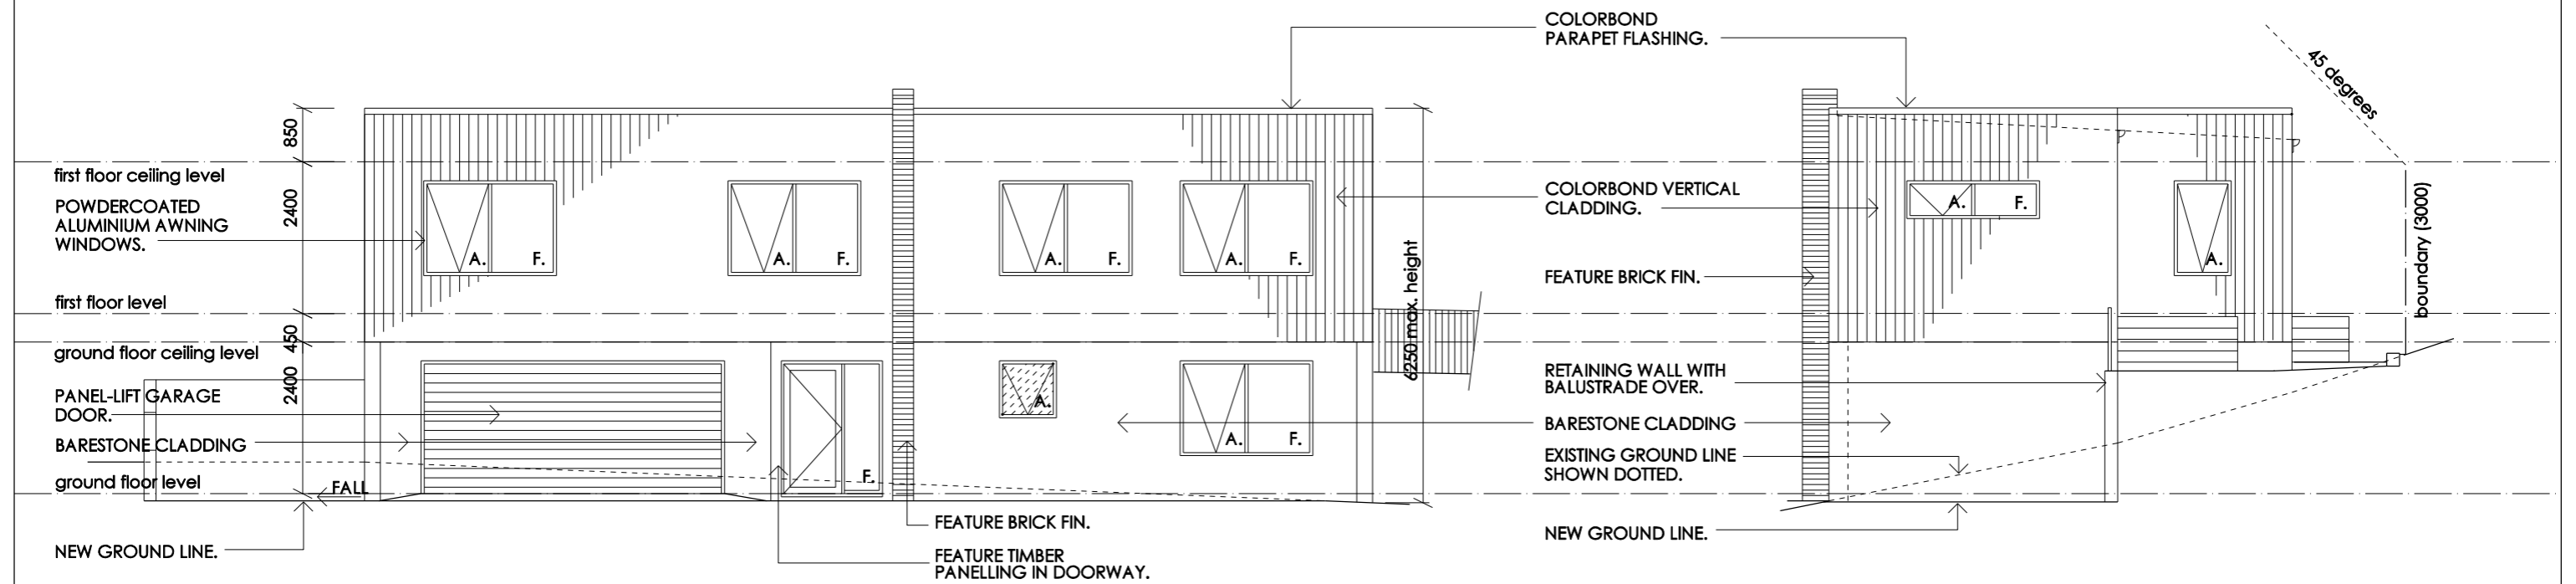 COLORBOND
PARAPET FLASHING.
45 degrees
850
first floor ceiling level
POWDERCOATED
ALUMINIUM AWNING
WINDOWS.
2400
A. F.
A. F.
A. F.
A. F.
COLORBOND VERTICAL
CLADDING.
A. F.
A.
boundary (3000)
FEATURE BRICK FIN.
6250 max. height
first floor level
450
ground floor ceiling level
2400
PANEL-LIFT GARAGE
DOOR.
BARESTONE CLADDING
ground floor level
FALL
F.
A.
A. F.
RETAINING WALL WITH
BALUSTRADE OVER.
BARESTONE CLADDING
EXISTING GROUND LINE
SHOWN DOTTED.
NEW GROUND LINE.
FEATURE BRICK FIN.
FEATURE TIMBER
PANELLING IN DOORWAY.
NEW GROUND LINE.